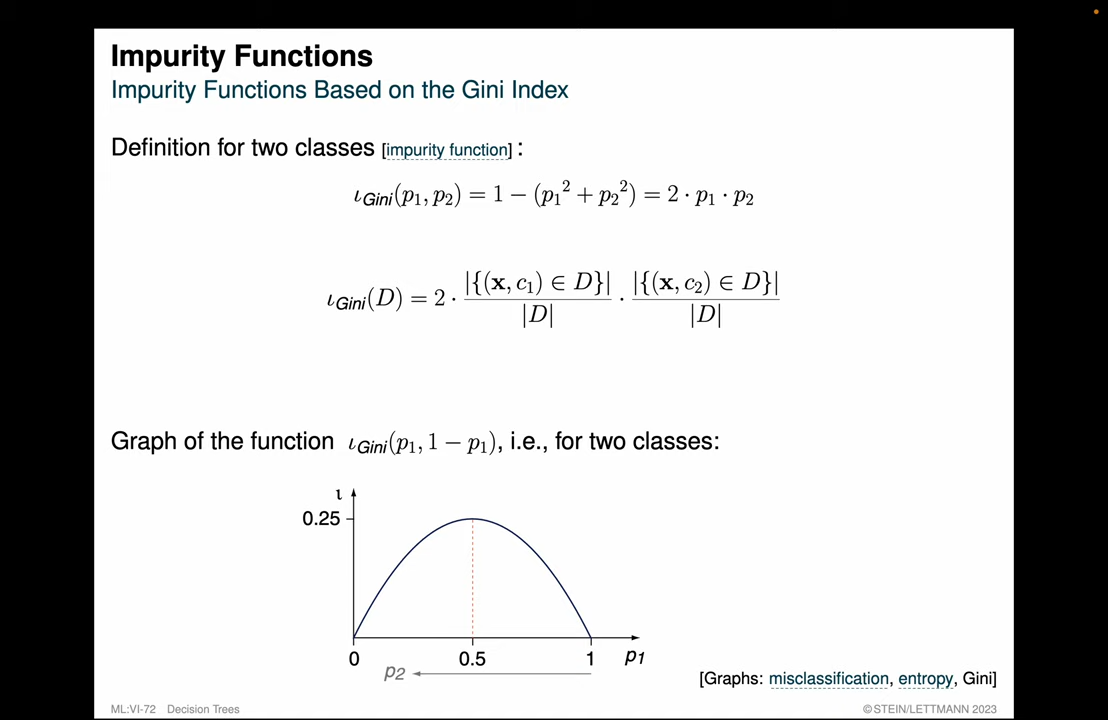 Impurity Functions
Impurity Functions Based on the Gini Index
Definition for two classes [impurity function] :
ι_Gini(p₁, p₂) = 1 − (p₁² + p₂²) = 2 · p₁ · p₂
ι_Gini(D) = 2 · |{(x, c₁) ∈ D}| / |D| · |{(x, c₂) ∈ D}| / |D|
Graph of the function ι_Gini(p₁, 1 − p₁), i.e., for two classes:
ι
0.25
0 0.5 1 p1
p2
[Graphs: misclassification, entropy, Gini]
ML:VI-72 Decision Trees ©STEIN/LETTMANN 2023